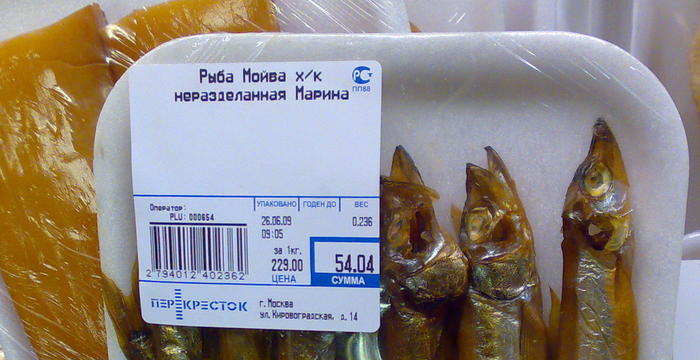 Рыба Мойва х/к
неразделанная Марина
ПП88
Оператор:
PLU: 000654
УПАКОВАНО ГОДЕН ДО ВЕС
26.06.09 0.236
09:05
за 1кг.
229.00 54.04
ЦЕНА СУММА
2 794012 402362
ПЕРЕКРЕСТОК
г. Москва
ул. Кировоградская, д. 14